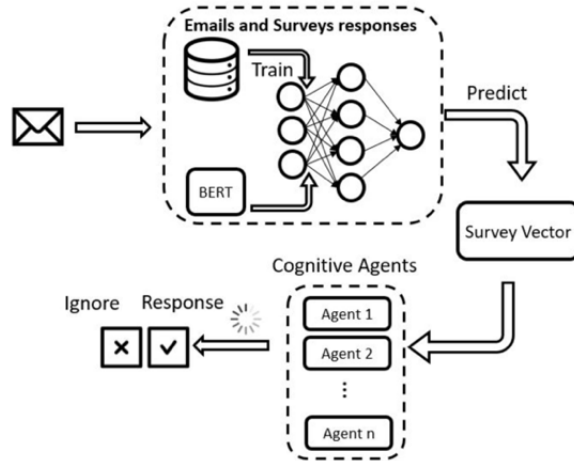 Emails and Surveys responses
Train
BERT
Predict
Survey Vector
Cognitive Agents
Agent 1
Agent 2
Agent n
Ignore Response